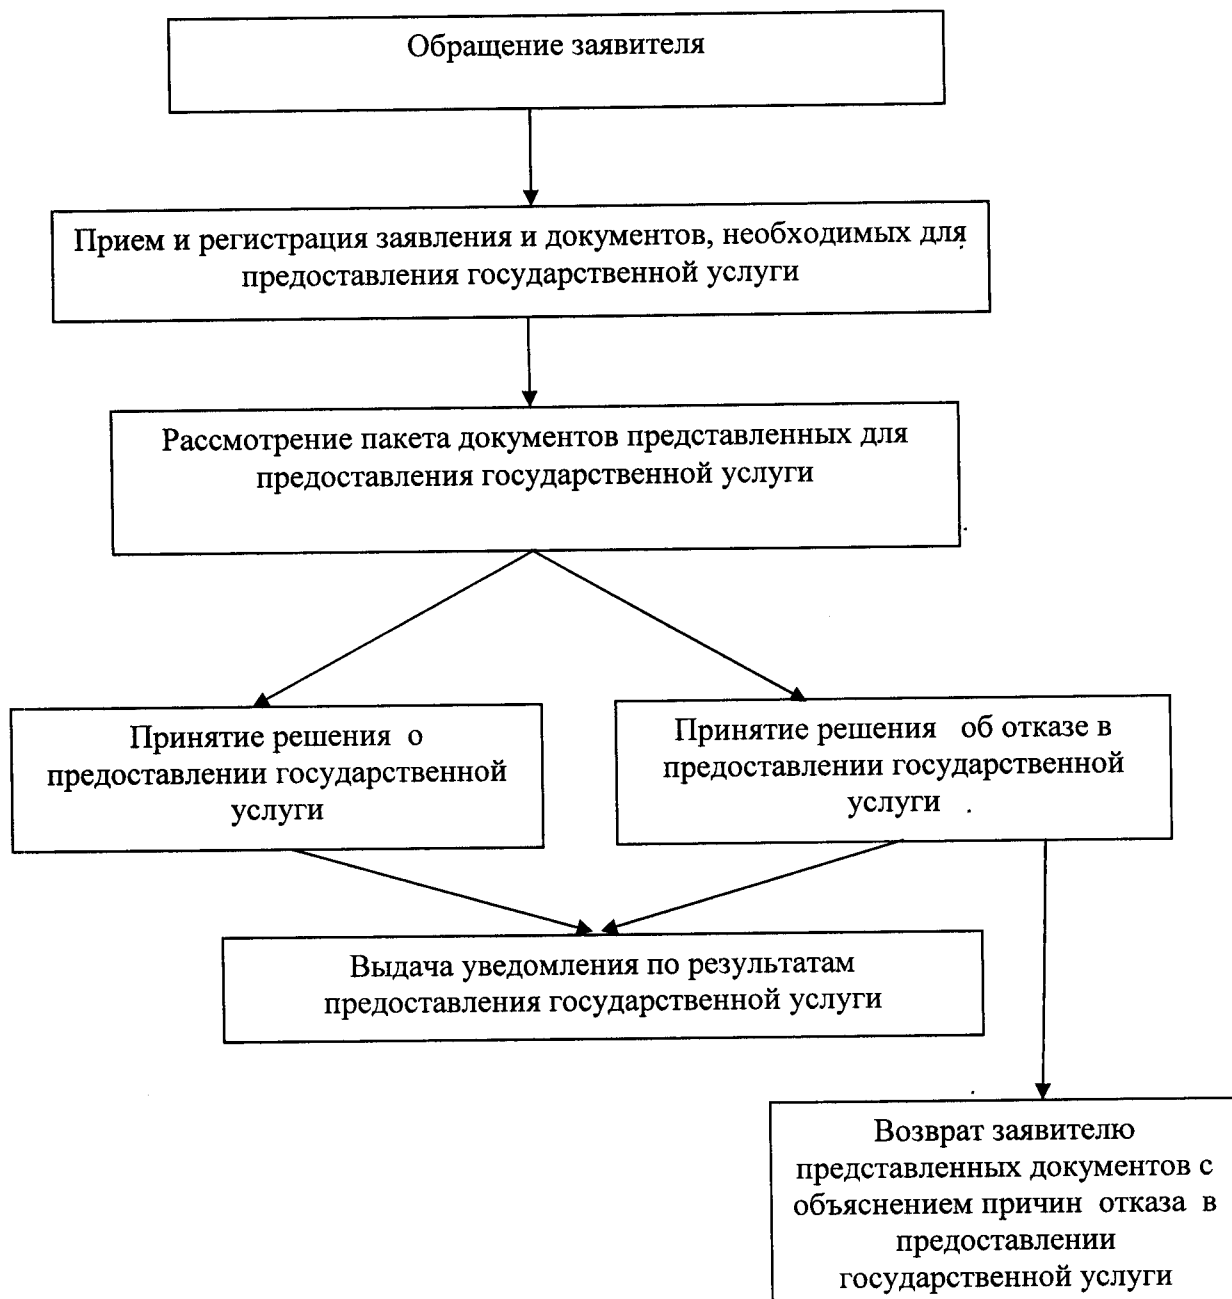 Обращение заявителя
Прием и регистрация заявления и документов, необходимых для
предоставления государственной услуги
Рассмотрение пакета документов представленных для
предоставления государственной услуги
Принятие решения о
предоставлении государственной
услуги
Принятие решения об отказе в
предоставлении государственной
услуги
Выдача уведомления по результатам
предоставления государственной услуги
Возврат заявителю
представленных документов с
объяснением причин отказа в
предоставлении
государственной услуги